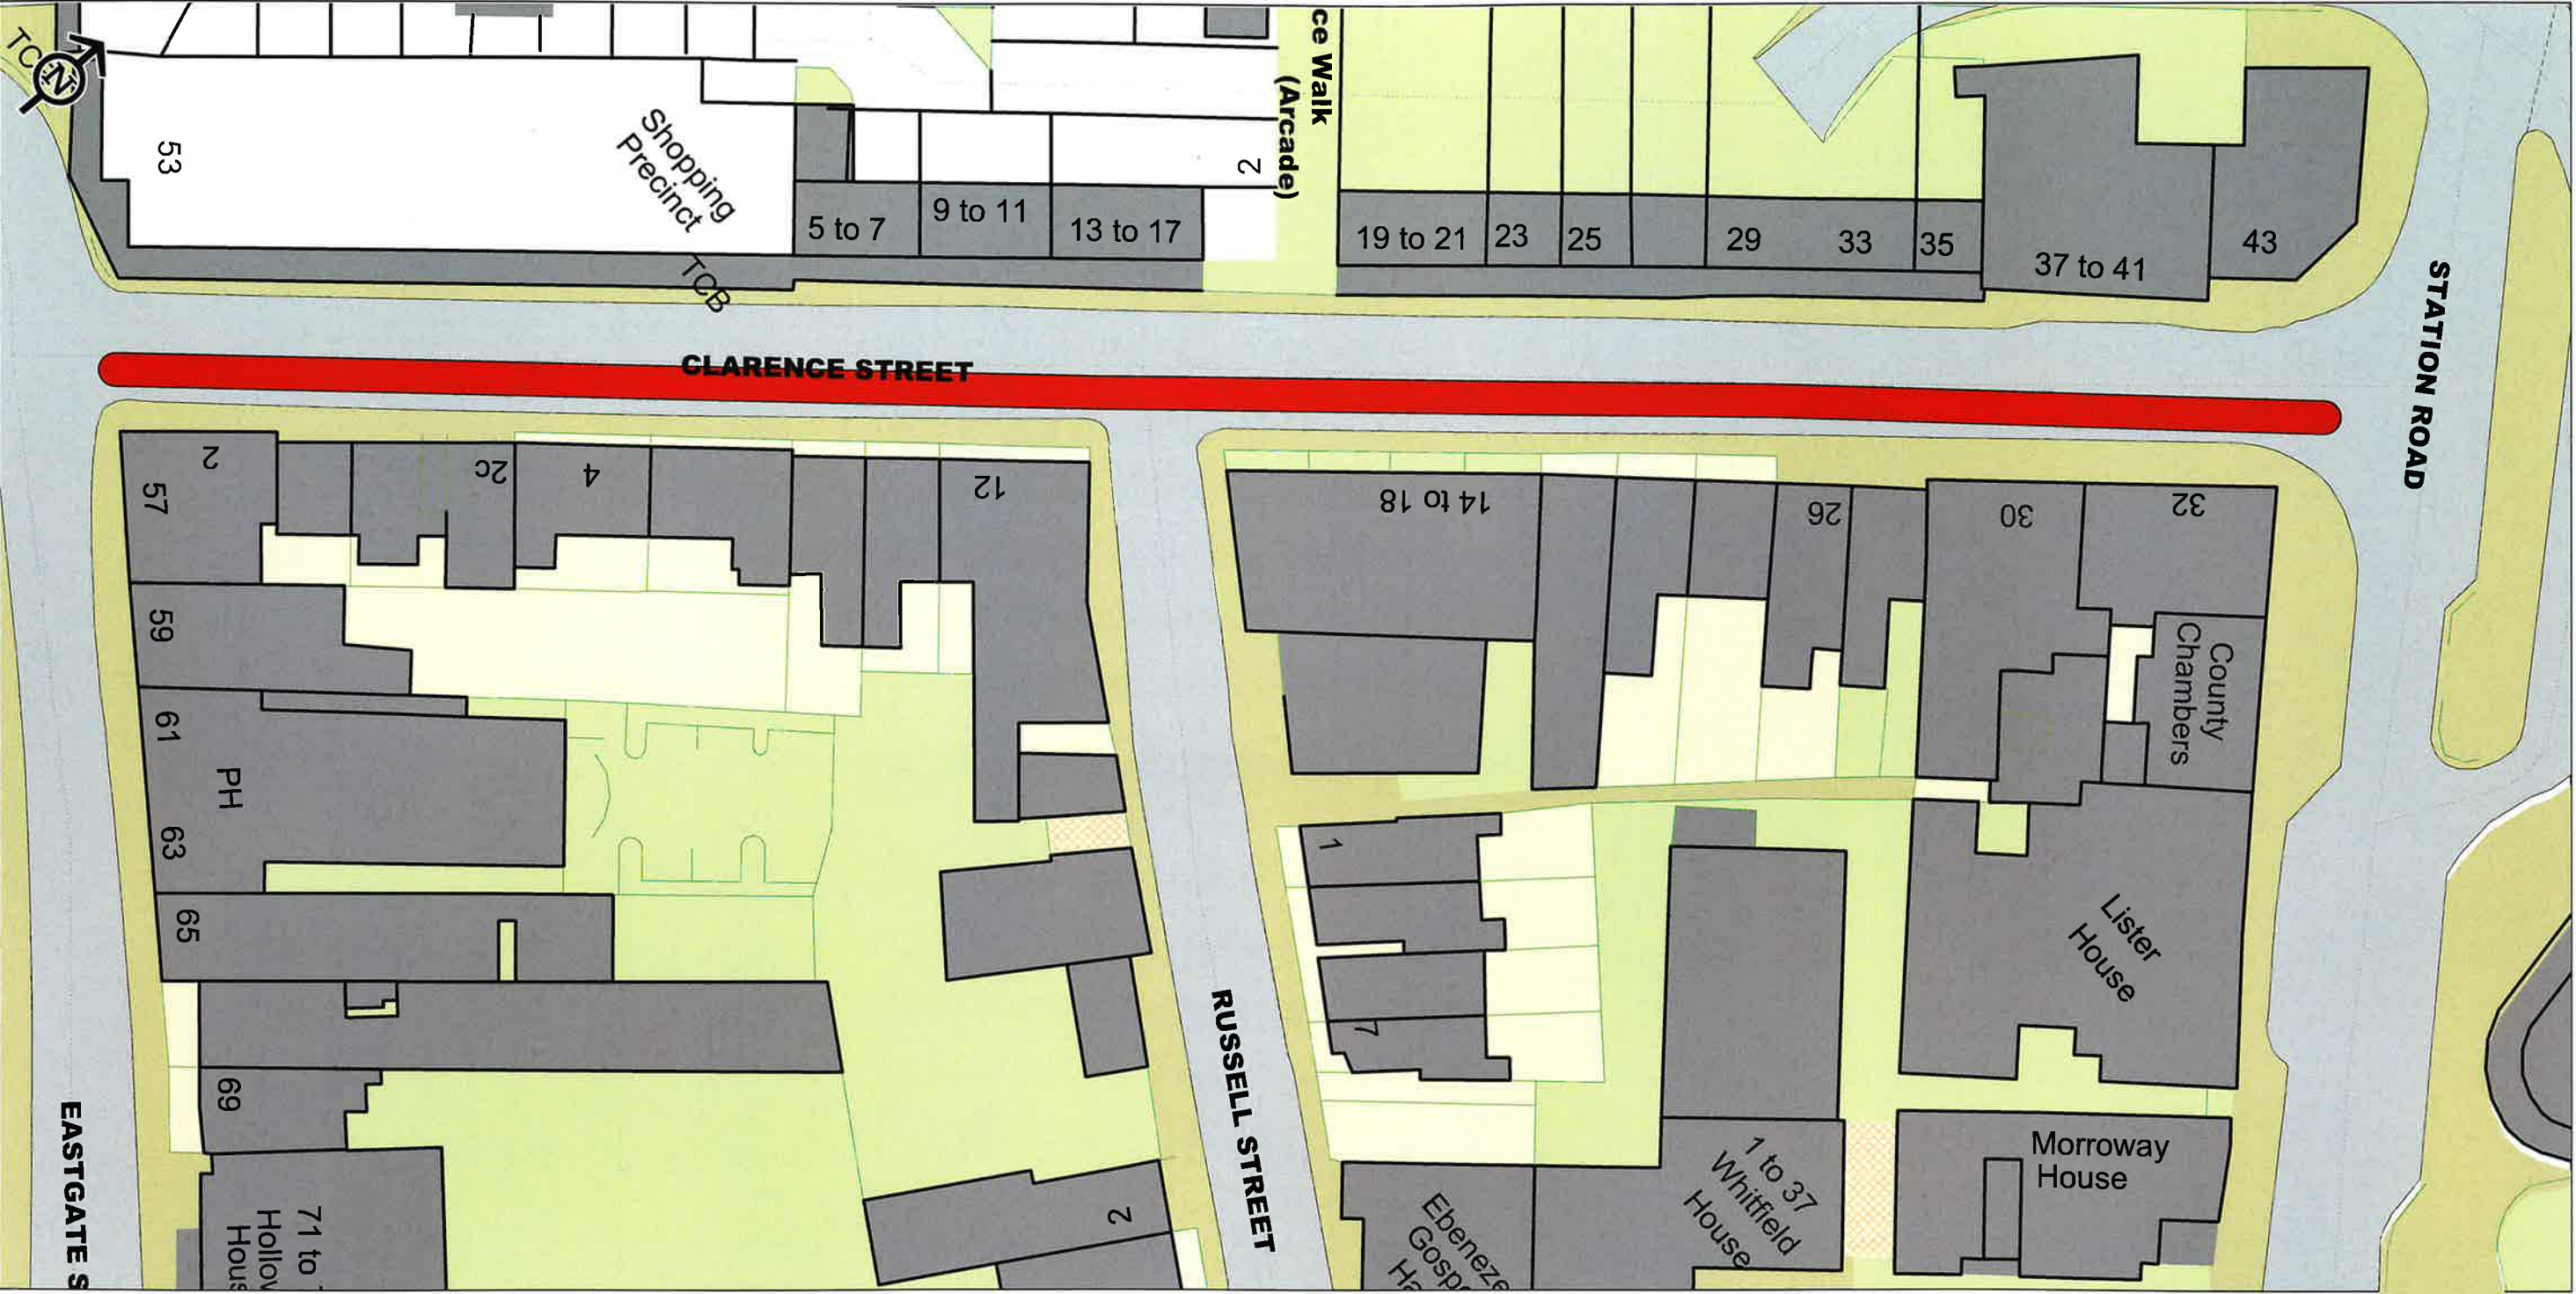 TC
N
53
Shopping
Precinct
TCB
5 to 7
9 to 11
13 to 17
2
ce Walk
(Arcade)
19 to 21
23
25
29
33
35
37 to 41
43
STATION ROAD
CLARENCE STREET
2
57
2c
4
12
14 to 18
26
30
32
59
61
PH
63
65
69
71 to
Hollow
Hous
EASTGATE S
County
Chambers
1
7
Lister
House
RUSSELL STREET
2
Ebeneze
Gosp
Ha
1 to 37
Whitfield
House
Morroway
House